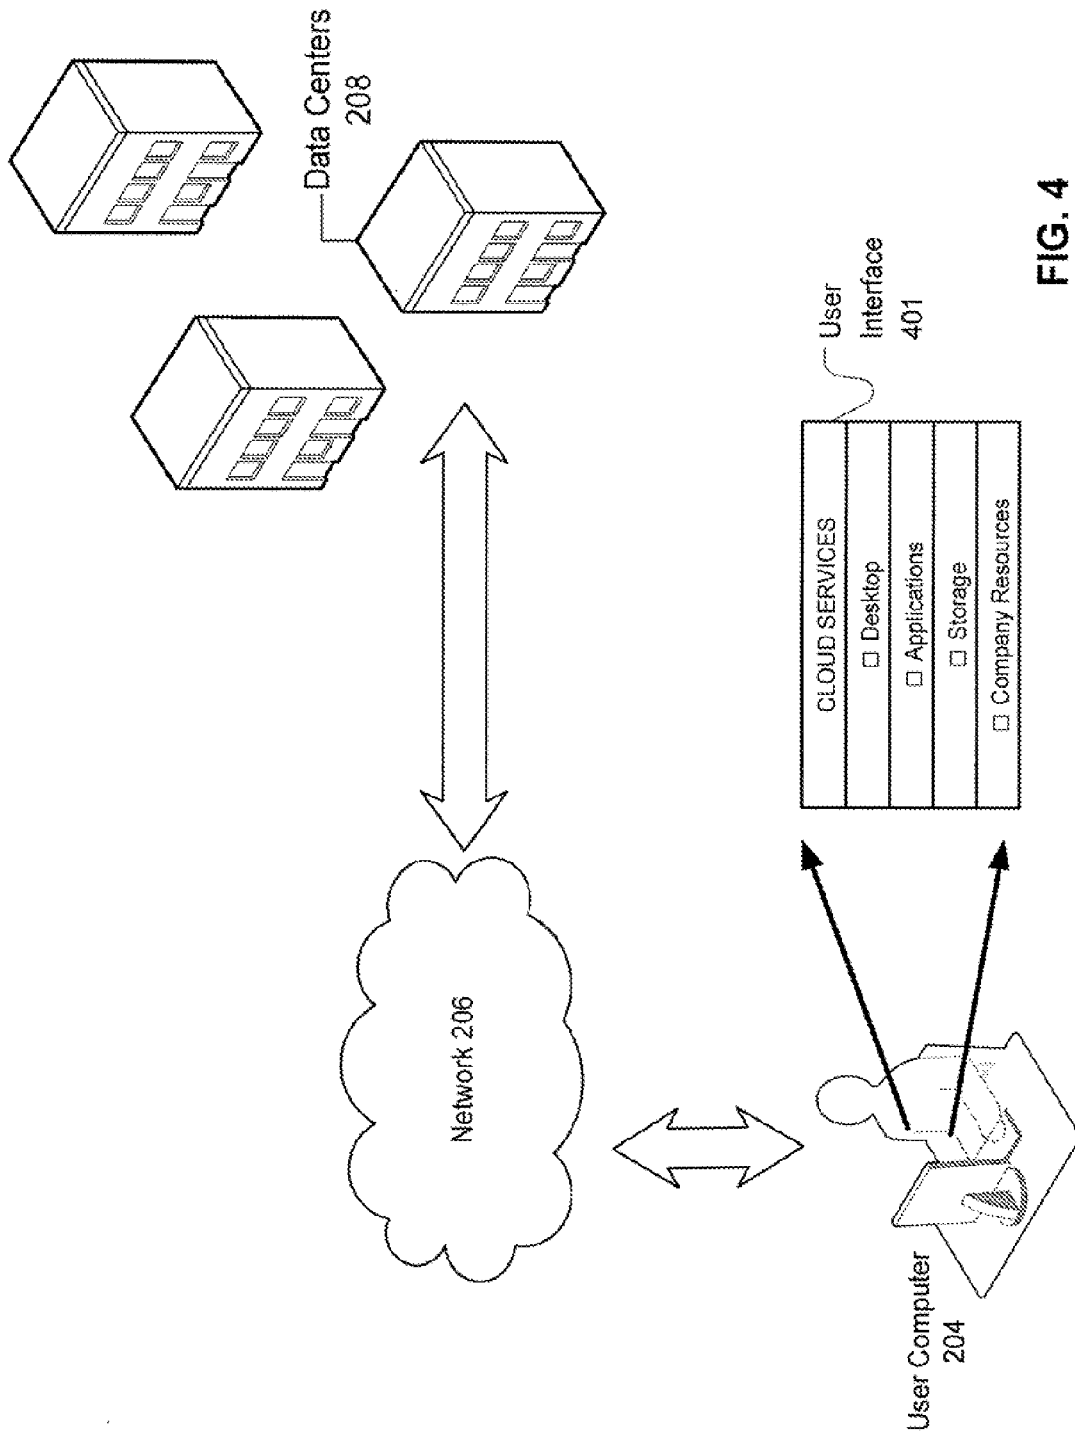 Data Centers
208
Network 206
User Computer
204
CLOUD SERVICES
□ Desktop
□ Applications
□ Storage
□ Company Resources
User
Interface
401
FIG. 4